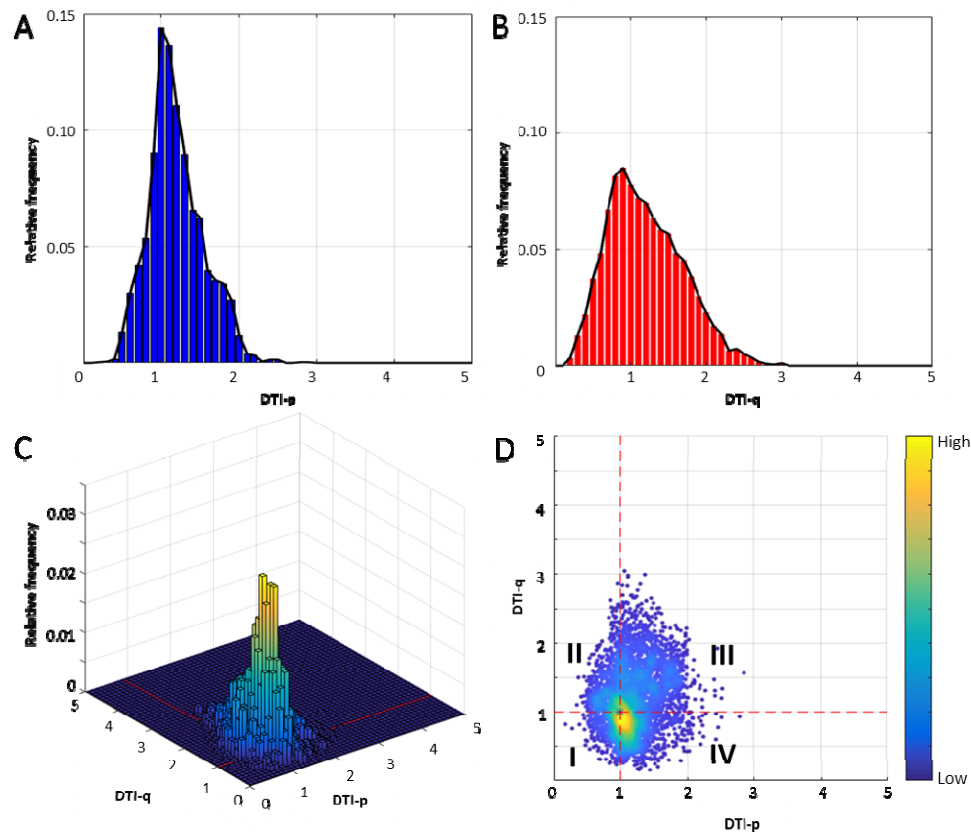 A
0.15
0.10
0.05
Relative frequency
0 1 2 3 4 5
DTI-p
B
0.15
0.10
0.05
0
Relative frequency
1 2 3 4 5
DTI-q
C
Relative frequency
0.03
0.02
0.01
0
5
4
3
2
1
0
DTI-q
0
1
2
3
4
5
DTI-p
D
5
4
3
2
1
DTI-q
II
III
I
IV
0 1 2 3 4 5
DTI-p
High
Low